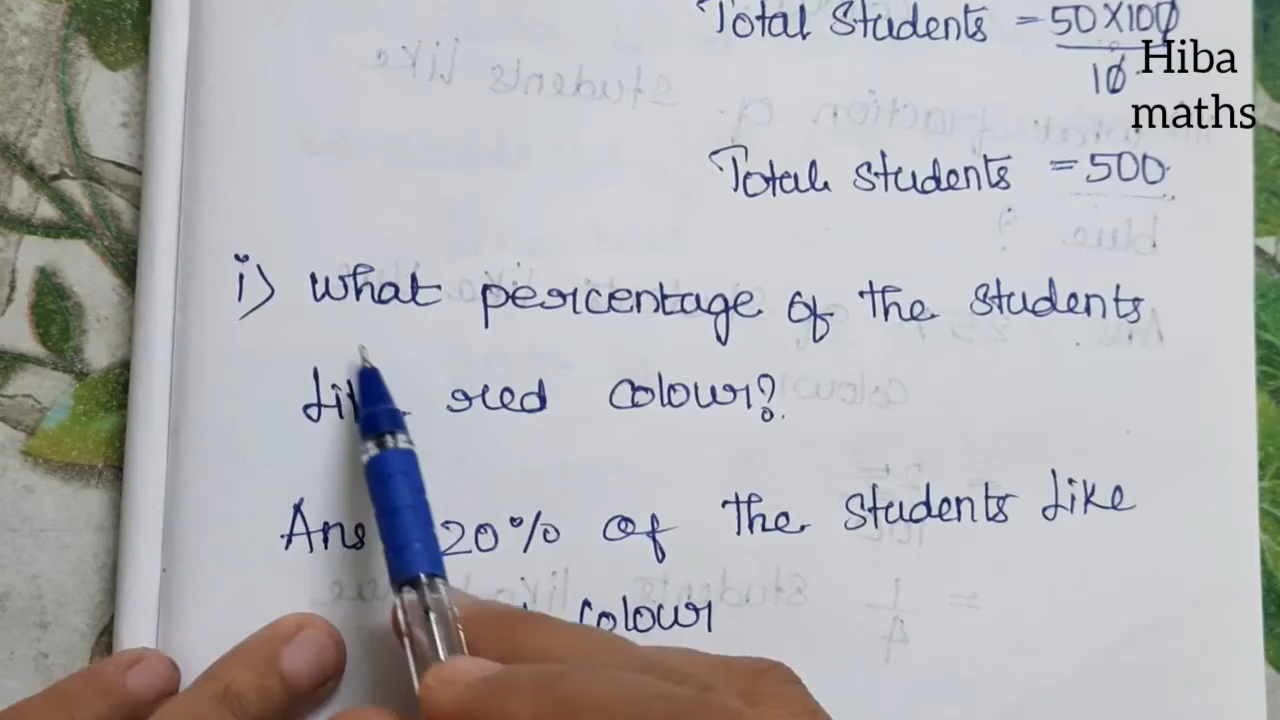 Total Students = 50 X 100
10
Hiba
maths
Total Students = 500
i) what percentage of the students
red colour?
Ans 20% of the students like
colour